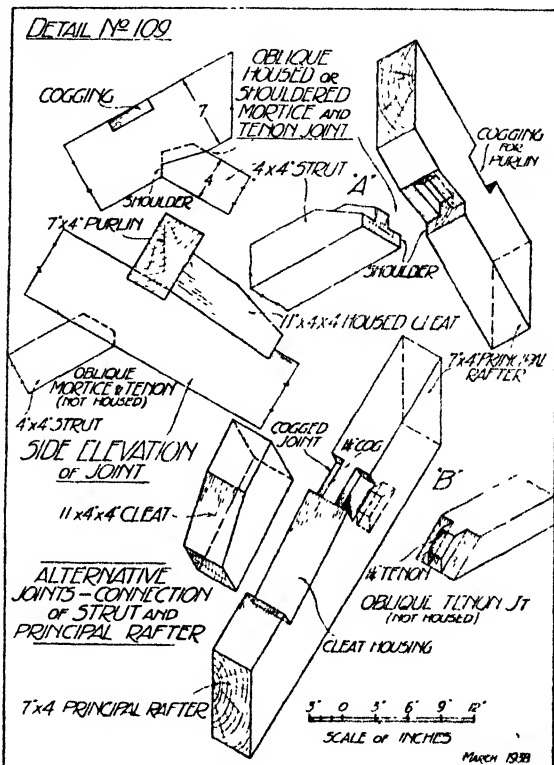 DETAIL Nº 109
COGGING
7"
OBLIQUE
HOUSED OR
SHOULDERED
MORTICE AND
TENON JOINT
"A"
COGGING
FOR
PURLIN
SHOULDER
4"
4"x4" STRUT
SHOULDER
7"x4" PURLIN
11"x4"x4" HOUSED CLEAT
7"x4" PRINCIPAL
RAFTER
OBLIQUE
MORTICE & TENON
(NOT HOUSED)
4"x4" STRUT
SIDE ELEVATION
OF JOINT
COGGED
JOINT
COG
"B"
11"x4"x4" CLEAT
TENON
OBLIQUE TENON JT
(NOT HOUSED)
ALTERNATIVE
JOINTS - CONNECTION
OF STRUT AND
PRINCIPAL RAFTER
CLEAT HOUSING
7"x4" PRINCIPAL RAFTER
3" 0 3" 6" 9" 12"
SCALE OF INCHES
MARCH 1938